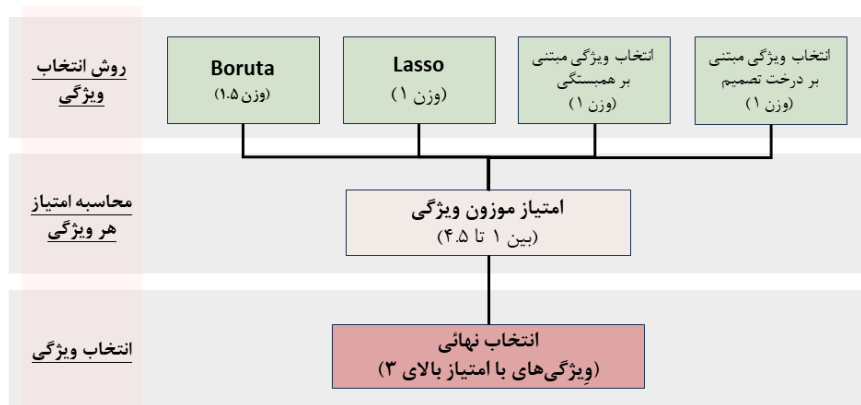 روش انتخاب
ویژگی
انتخاب ویژگی مبتنی
بر درخت تصمیم
(وزن ۱)
انتخاب ویژگی مبتنی
بر همبستگی
(وزن ۱)
Lasso
(وزن ۱)
Boruta
(وزن ۱.۵)
محاسبه امتیاز
هر ویژگی
امتیاز موزون ویژگی
(بین ۱ تا ۴.۵)
انتخاب ویژگی
انتخاب نهائی
(وِیژگی‌های با امتیاز بالای ۳)